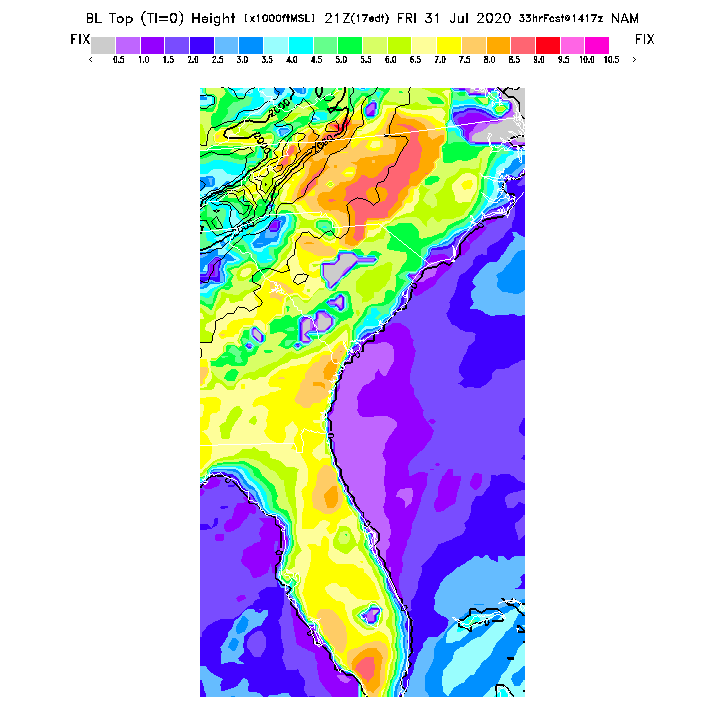 BL Top (TI=0) Height [x1000ftMSL] 21Z(17edt) FRI 31 Jul 2020 33hrFcst@1417z NAM
FIX FIX
< 0.5 1.0 1.5 2.0 2.5 3.0 3.5 4.0 4.5 5.0 5.5 6.0 6.5 7.0 7.5 8.0 8.5 9.0 9.5 10.0 10.5 >
2000
2000